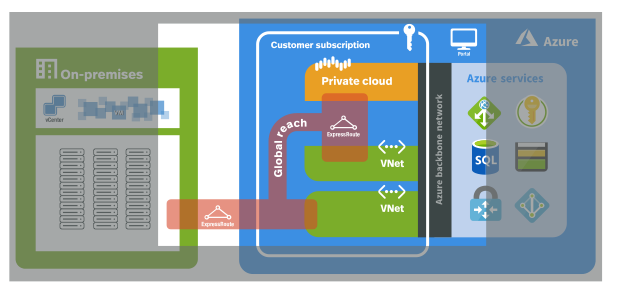 Customer subscription
Portal
Azure
On-premises
vCenter
Private cloud
Azure services
ExpressRoute
Global reach
VNet
SQL
Azure backbone network
VNet
ExpressRoute